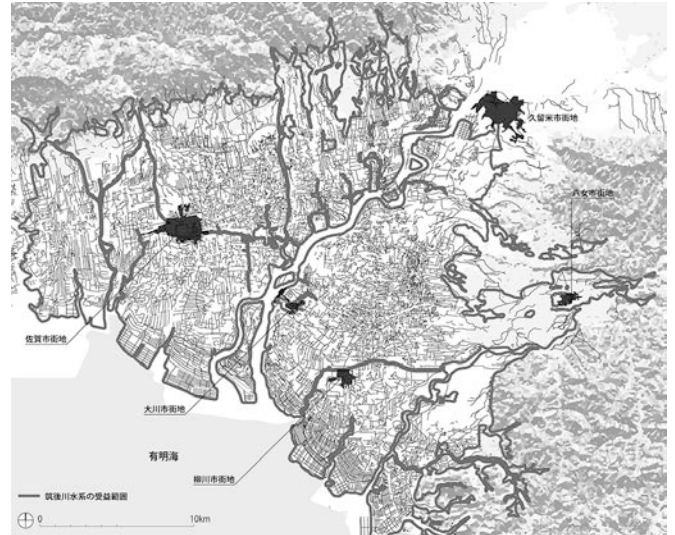 久留米市街地
八女市街地
佐賀市街地
大川市街地
有明海
柳川市街地
筑後川水系の受益範囲
0 10km